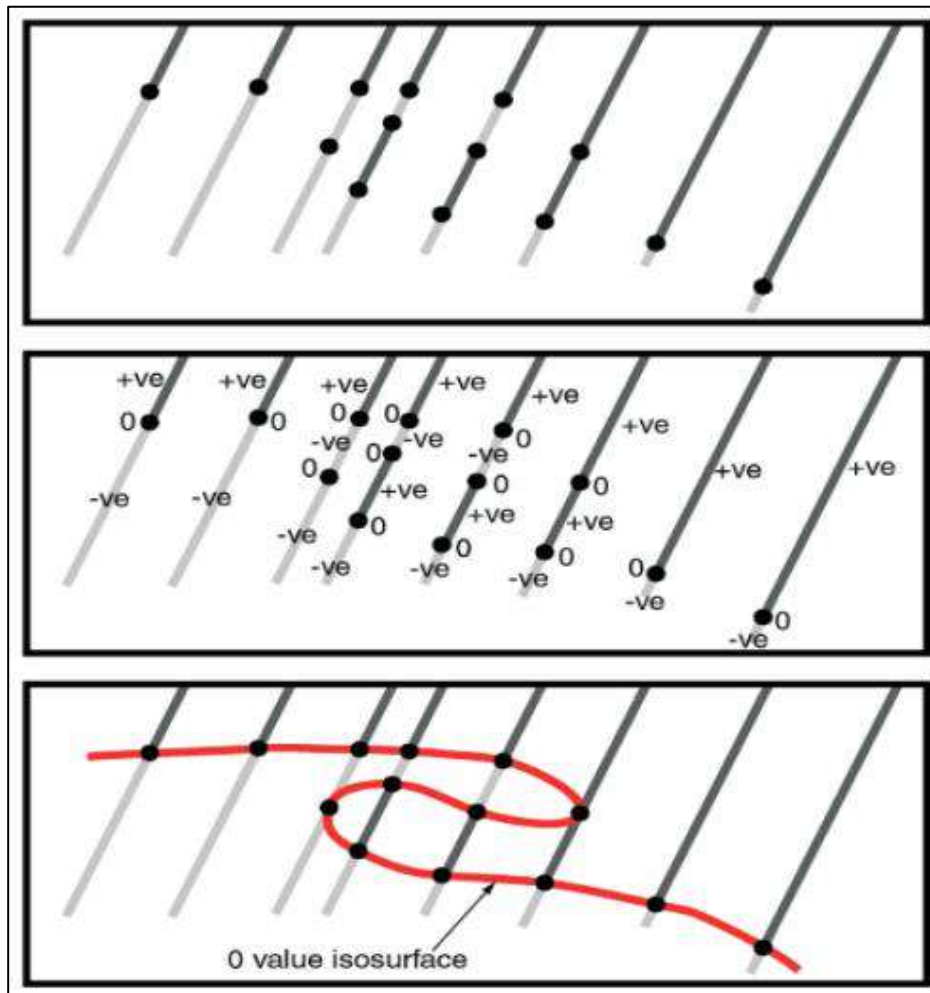 +ve +ve +ve +ve +ve
0 0 0 0 0 0
-ve -ve -ve +ve
0 0 0 0
+ve +ve +ve
-ve -ve +ve +ve
0 0 0
-ve -ve -ve -ve 0
-ve 0
-ve
0 value isosurface